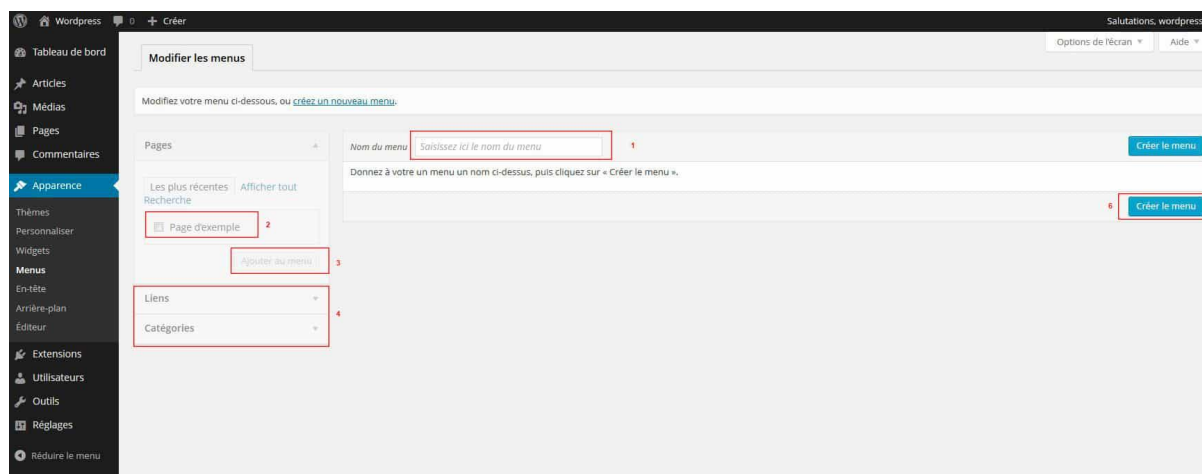 Wordpress 0 + Créer Salutations, wordpress
Tableau de bord
Articles
Médias
Pages
Commentaires
Apparence
Thèmes
Personnaliser
Widgets
Menus
En-tête
Arrière-plan
Éditeur
Extensions
Utilisateurs
Outils
Réglages
Réduire le menu
Options de l'écran Aide
Modifier les menus
Modifiez votre menu ci-dessous, ou créez un nouveau menu.
Pages
Les plus récentes Afficher tout
Recherche
Page d'exemple 2
Ajouter au menu 3
Liens
4
Catégories
Nom du menu Saisissez ici le nom du menu 1 Créer le menu
Donnez à votre un menu un nom ci-dessus, puis cliquez sur « Créer le menu ».
6 Créer le menu